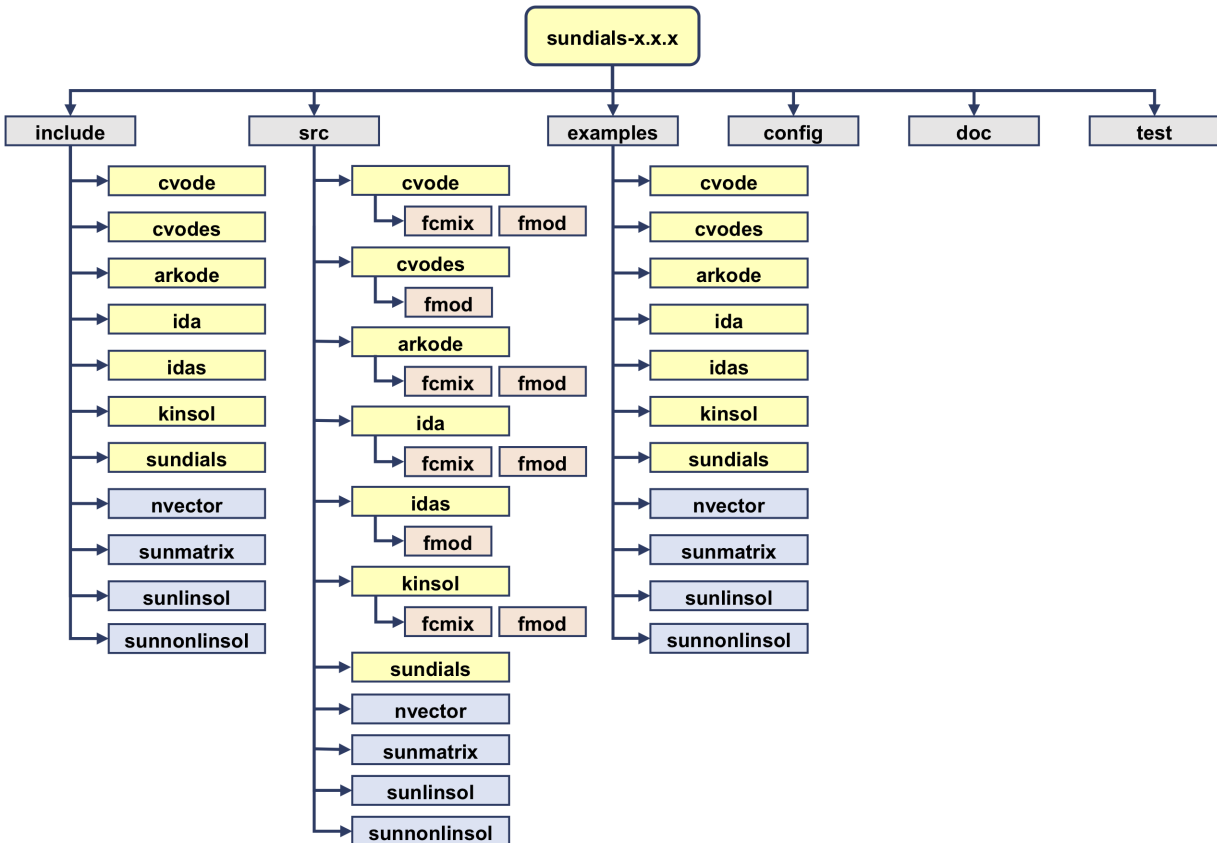 sundials-x.x.x
include
src
examples
config
doc
test
cvode
cvodes
arkode
ida
idas
kinsol
sundials
nvector
sunmatrix
sunlinsol
sunnonlinsol
cvode
fcmix fmod
cvodes
fmod
arkode
fcmix fmod
ida
fcmix fmod
idas
fmod
kinsol
fcmix fmod
sundials
nvector
sunmatrix
sunlinsol
sunnonlinsol
cvode
cvodes
arkode
ida
idas
kinsol
sundials
nvector
sunmatrix
sunlinsol
sunnonlinsol